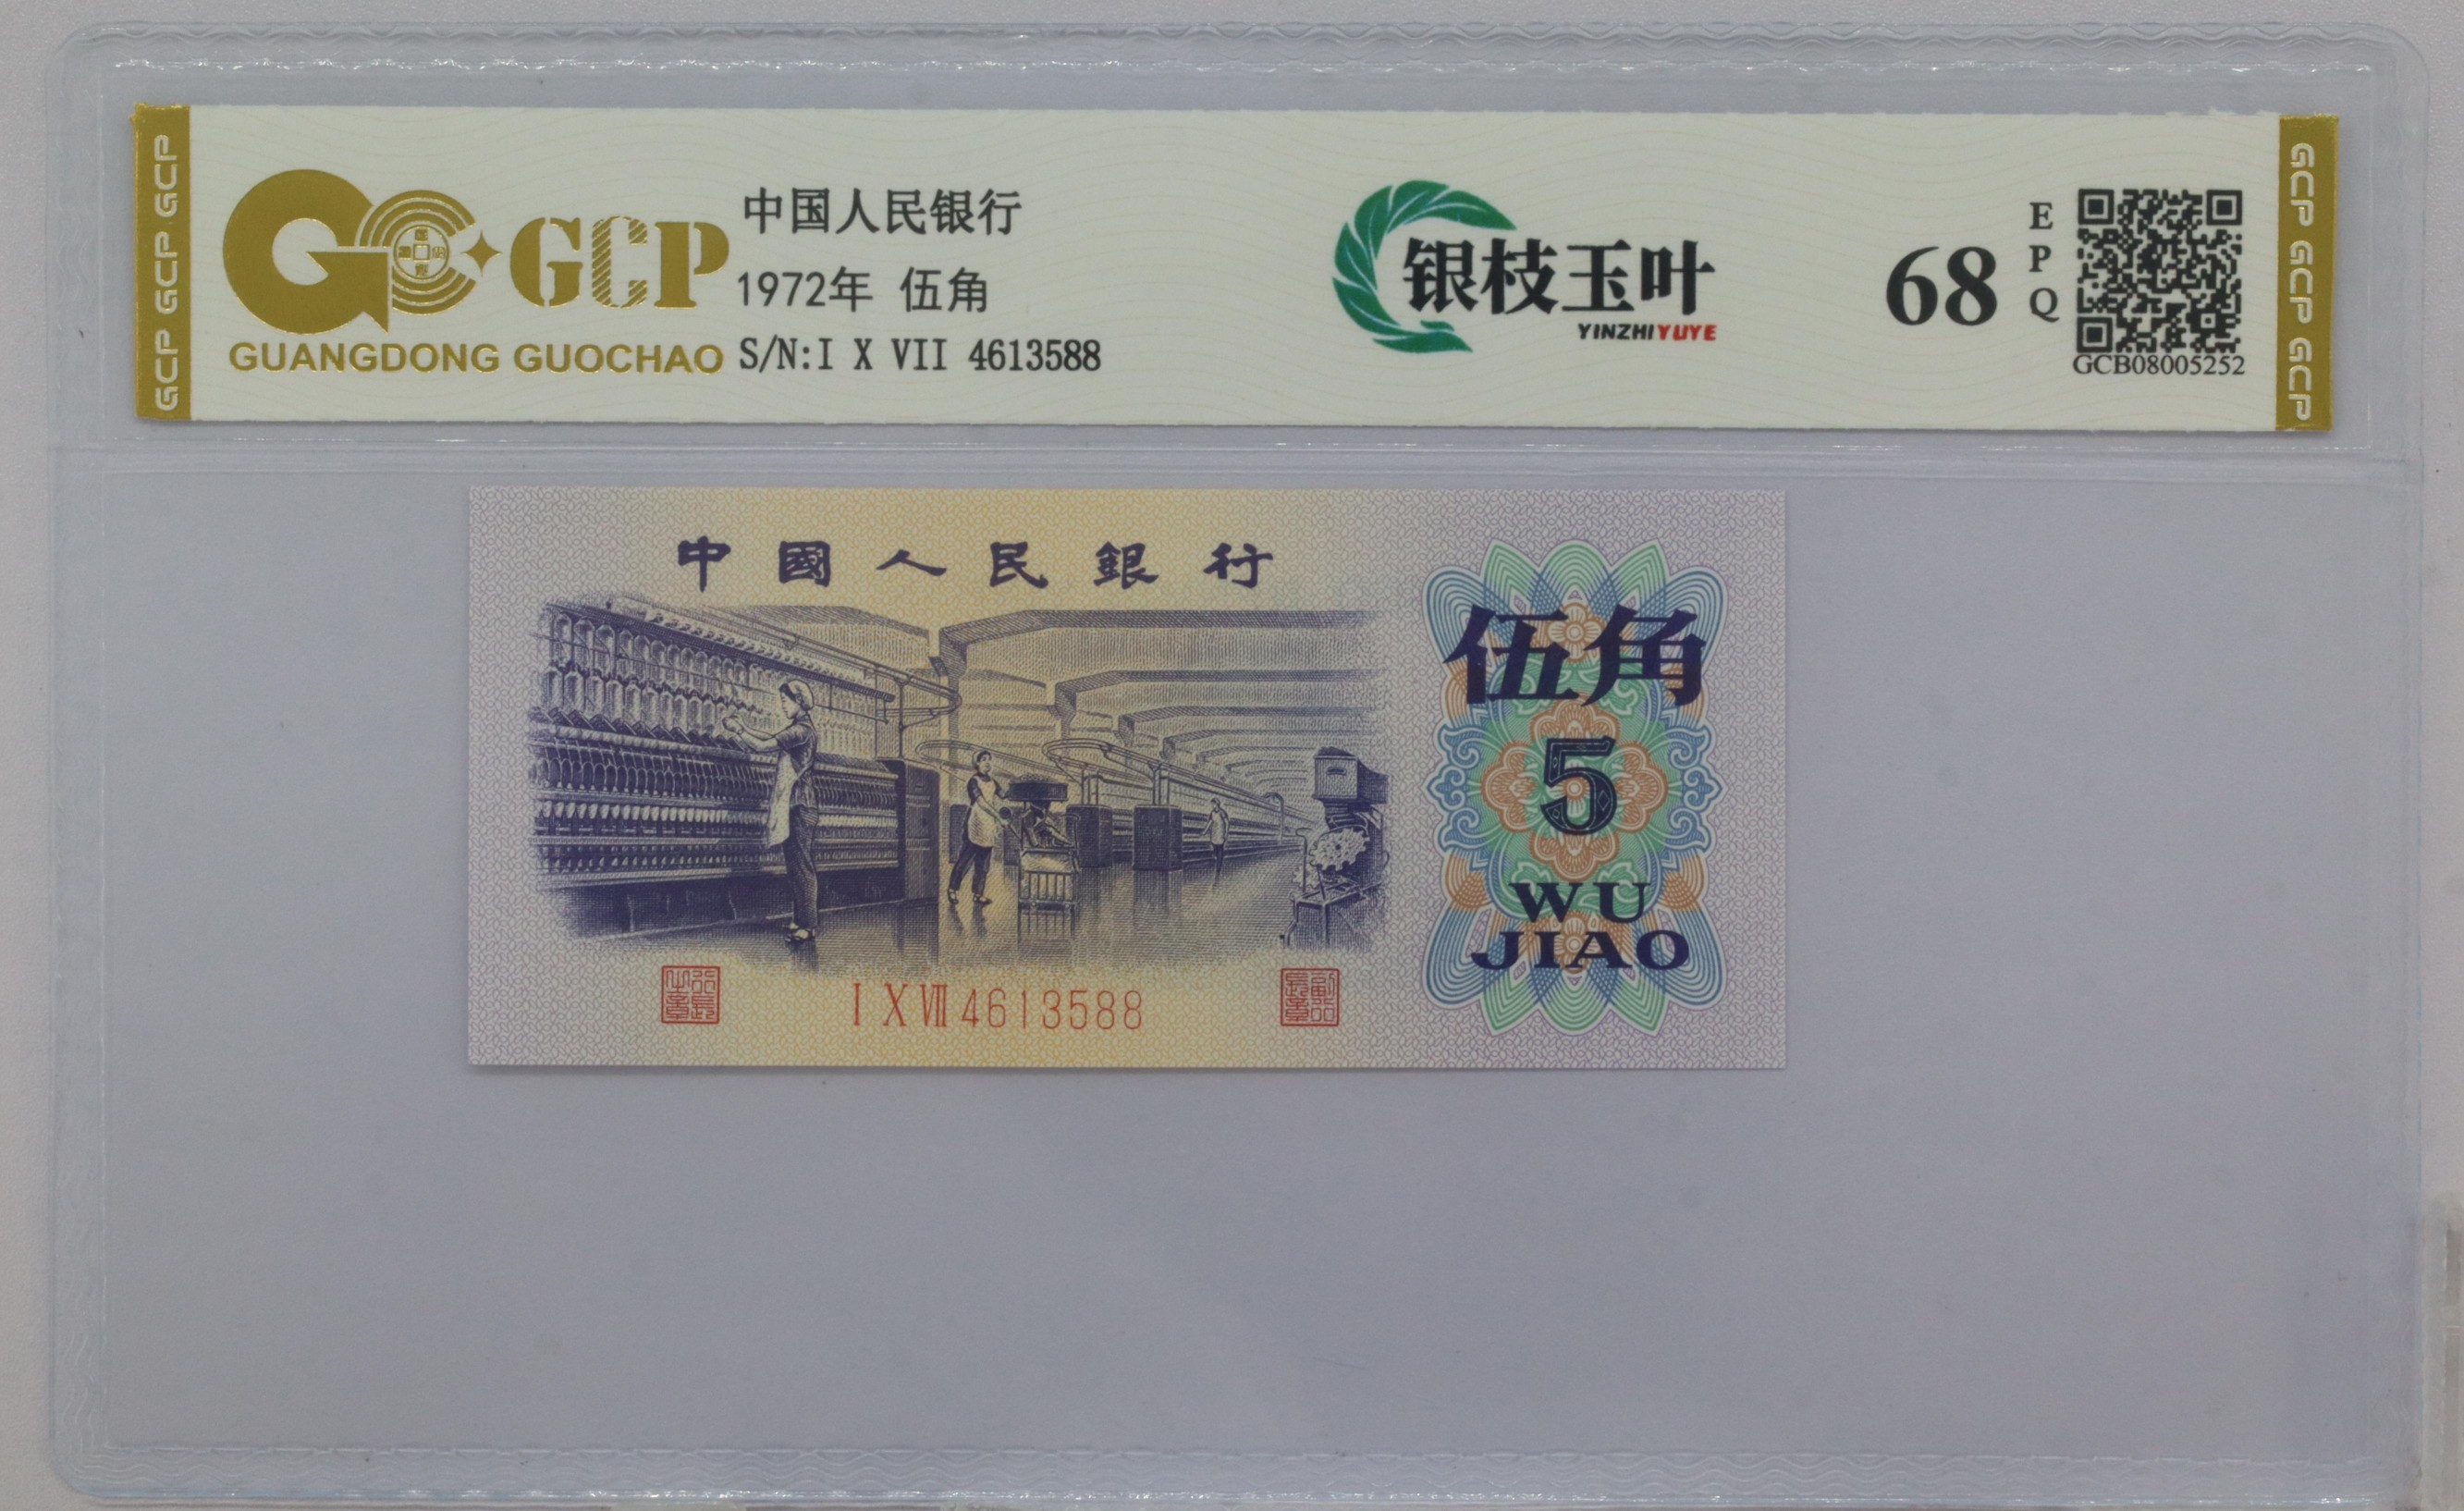 GCP GCP GCP
GCP
GUANGDONG GUOCHAO
中国人民银行
1972年 伍角
S/N:I X VII 4613588
银枝玉叶
YINZHIYUYE
68
EPQ
GCB08005252
GCP GCP GCP
中國人民銀行
伍角
5
WU
JIAO
I X VII 4613588